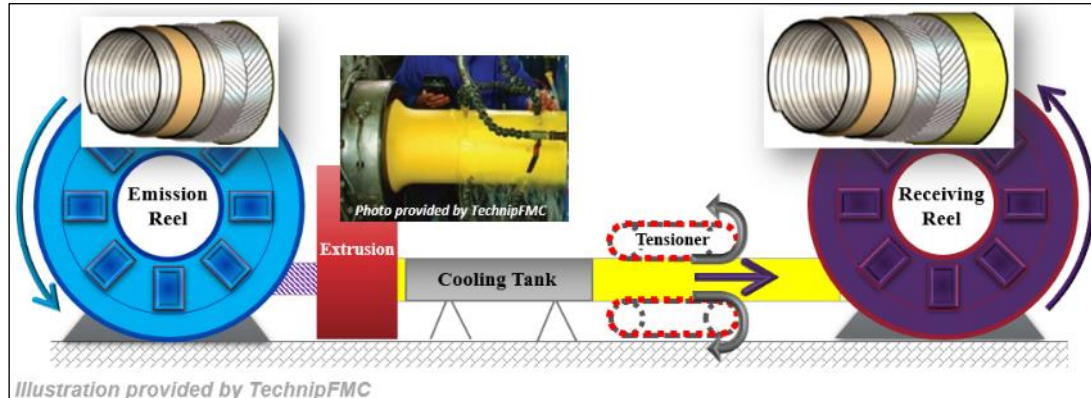 Emission
Reel
Photo provided by TechnipFMC
Extrusion
Cooling Tank
Tensioner
Receiving
Reel
Illustration provided by TechnipFMC